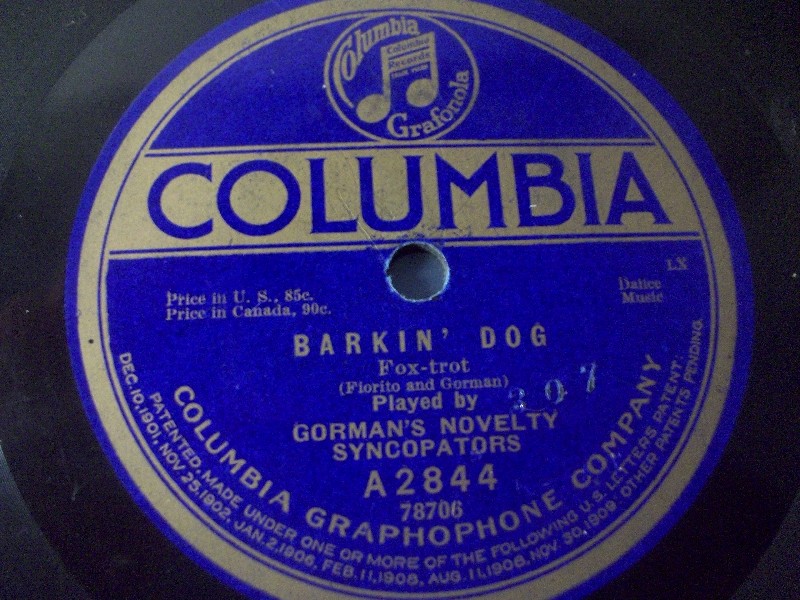 Columbia
Columbia
Records
Grafonola
COLUMBIA
Price in U. S., 85c.
Price in Canada, 90c.
LX
Dance
Music
BARKIN' DOG
Fox-trot
(Fiorito and Gorman)
Played by
307
GORMAN'S NOVELTY
SYNCOPATORS
A2844
78706
COLUMBIA GRAPHOPHONE COMPANY
PATENTED, MADE UNDER ONE OR MORE OF THE FOLLOWING U.S. LETTERS PATENT:
DEC.10,1901, NOV.25,1902, JAN.2,1906, FEB.11,1908, AUG.11,1908, NOV.30,1909. OTHER PATENTS PENDING.